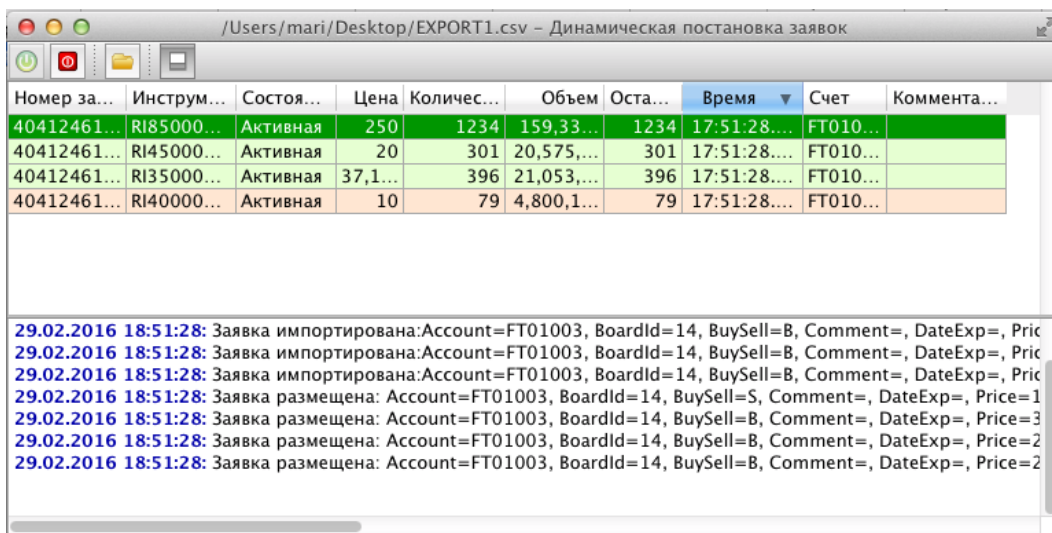 /Users/mari/Desktop/EXPORT1.csv – Динамическая постановка заявок
Номер за... Инструм... Состоя... Цена Количес... Объем Оста... Время Счет Коммента...
40412461... RI85000... Активная 250 1234 159,33... 1234 17:51:28.... FT010...
40412461... RI45000... Активная 20 301 20,575,... 301 17:51:28.... FT010...
40412461... RI35000... Активная 37,1... 396 21,053,... 396 17:51:28.... FT010...
40412461... RI40000... Активная 10 79 4,800,1... 79 17:51:28.... FT010...
29.02.2016 18:51:28: Заявка импортирована:Account=FT01003, BoardId=14, BuySell=B, Comment=, DateExp=, Pric
29.02.2016 18:51:28: Заявка импортирована:Account=FT01003, BoardId=14, BuySell=B, Comment=, DateExp=, Pric
29.02.2016 18:51:28: Заявка импортирована:Account=FT01003, BoardId=14, BuySell=B, Comment=, DateExp=, Pric
29.02.2016 18:51:28: Заявка размещена: Account=FT01003, BoardId=14, BuySell=S, Comment=, DateExp=, Price=1
29.02.2016 18:51:28: Заявка размещена: Account=FT01003, BoardId=14, BuySell=B, Comment=, DateExp=, Price=3
29.02.2016 18:51:28: Заявка размещена: Account=FT01003, BoardId=14, BuySell=B, Comment=, DateExp=, Price=2
29.02.2016 18:51:28: Заявка размещена: Account=FT01003, BoardId=14, BuySell=B, Comment=, DateExp=, Price=2